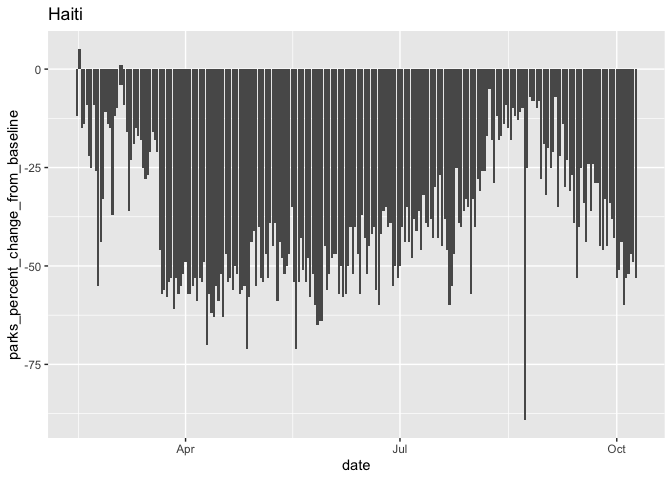 Haiti
parks_percent_change_from_baseline
0
-25
-50
-75
Apr
Jul
Oct
date